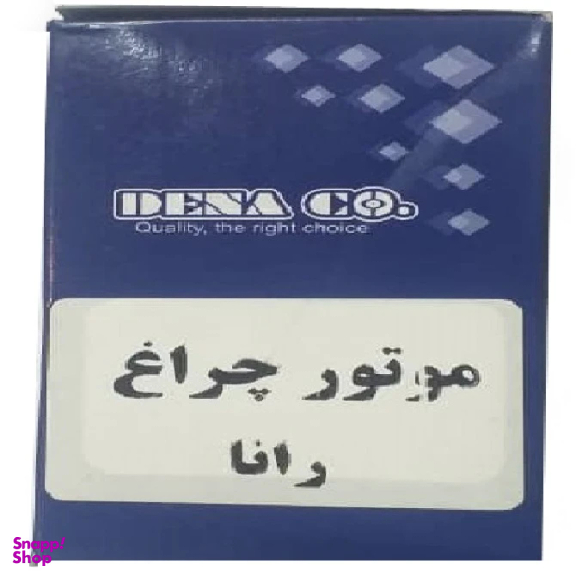 DENA CO.
Quality, the right choice
موتور چراغ
رانا
Snapp!
Shop